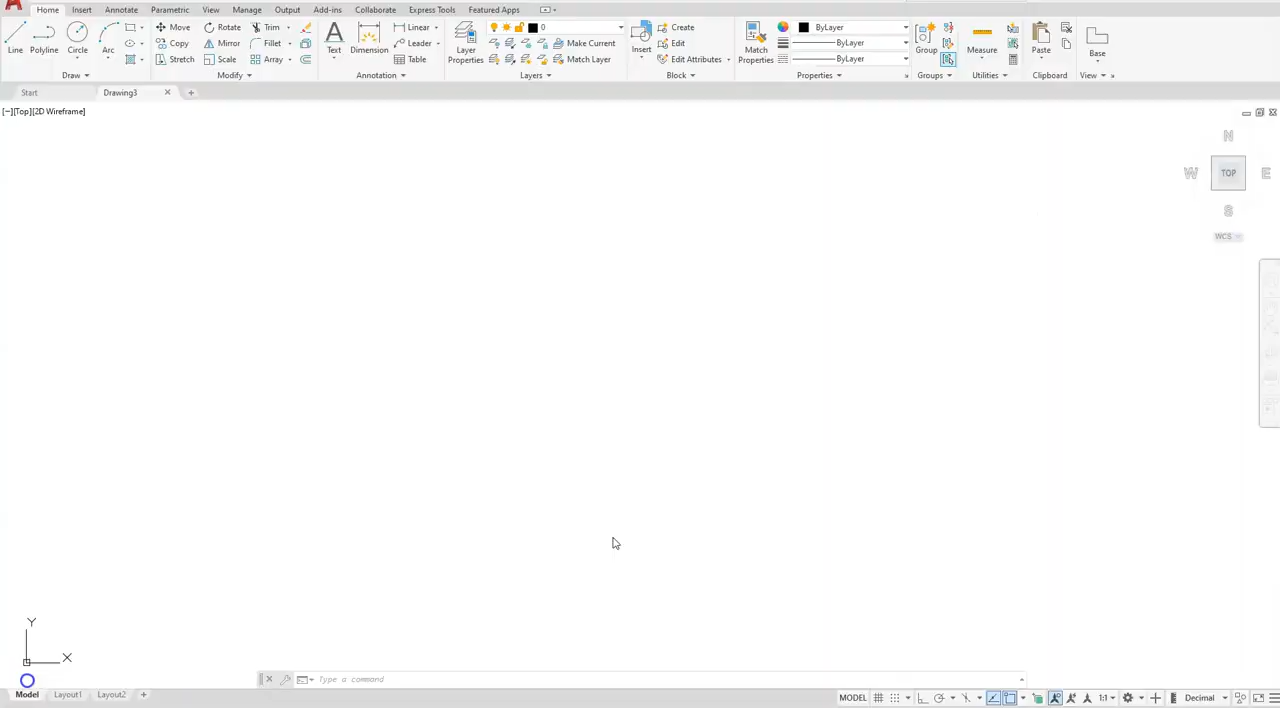 Home Insert Annotate Parametric View Manage Output Add-ins Collaborate Express Tools Featured Apps
Line Polyline Circle Arc
Move Rotate Trim
Copy Mirror Fillet
Stretch Scale Array
Text Dimension
Linear
Leader
Table
Layer Properties
0
Make Current
Match Layer
Insert
Create
Edit
Edit Attributes
Match Properties
ByLayer
ByLayer
ByLayer
Group
Measure
Paste
Base
Draw Modify Annotation Layers Block Properties Groups Utilities Clipboard View
Start Drawing3
[−][Top][2D Wireframe]
N
W TOP E
S
WCS
Y
X
Type a command
Model Layout1 Layout2
MODEL 1:1 Decimal